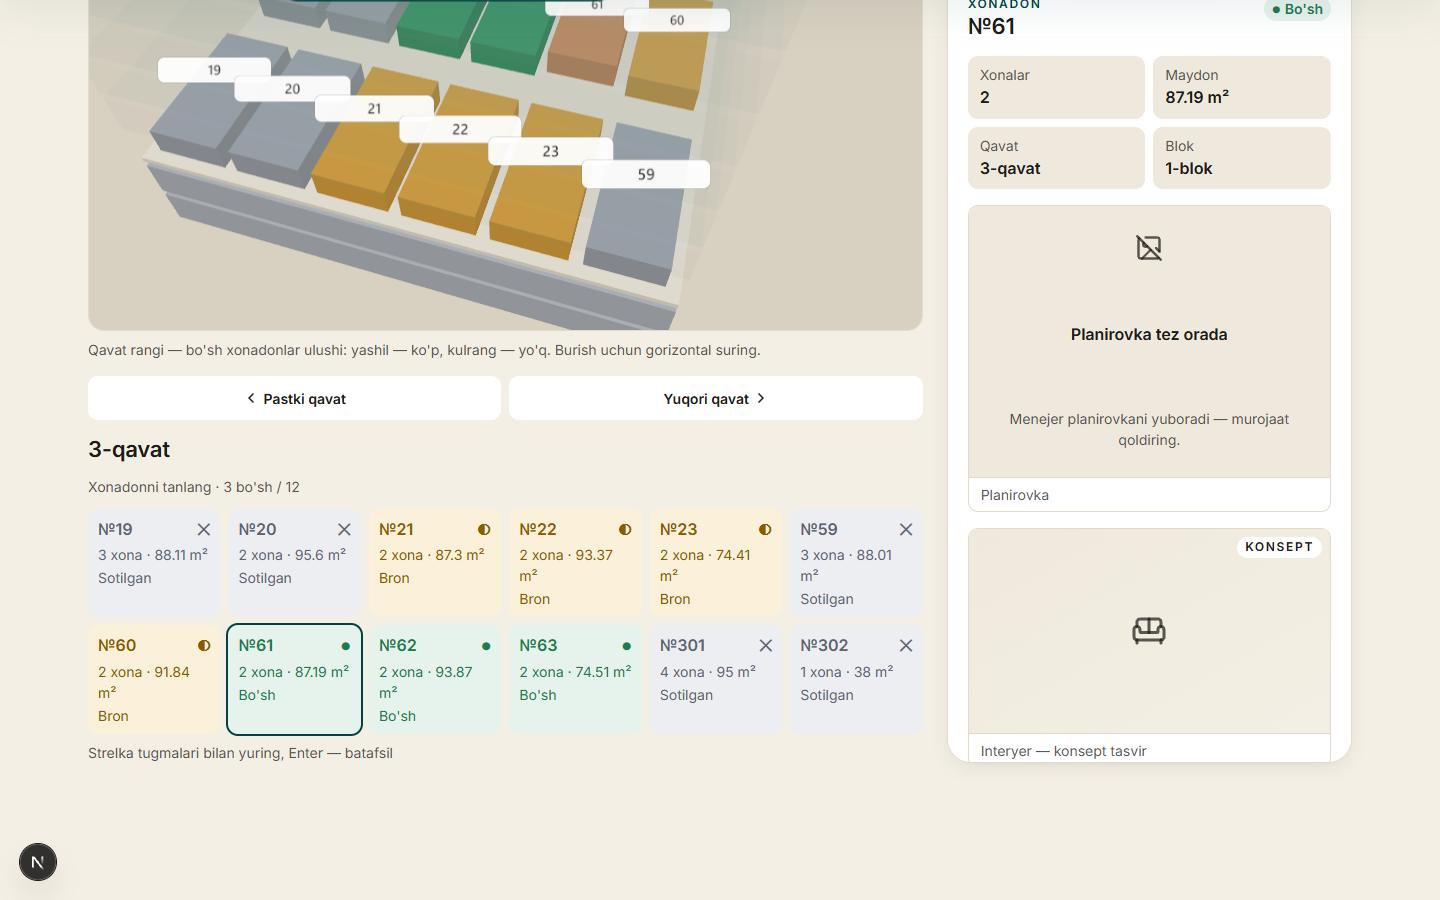 61
60
19
20
21
22
23
59
Qavat rangi — bo'sh xonadonlar ulushi: yashil — ko'p, kulrang — yo'q. Burish uchun gorizontal suring.
Pastki qavat
Yuqori qavat
3-qavat
Xonadonni tanlang · 3 bo'sh / 12
№19
3 xona · 88.11 m²
Sotilgan
№20
2 xona · 95.6 m²
Sotilgan
№21
2 xona · 87.3 m²
Bron
№22
2 xona · 93.37
m²
Bron
№23
2 xona · 74.41
m²
Bron
№59
3 xona · 88.01
m²
Sotilgan
№60
2 xona · 91.84
m²
Bron
№61
2 xona · 87.19 m²
Bo'sh
№62
2 xona · 93.87
m²
Bo'sh
№63
2 xona · 74.51 m²
Bo'sh
№301
4 xona · 95 m²
Sotilgan
№302
1 xona · 38 m²
Sotilgan
Strelka tugmalari bilan yuring, Enter — batafsil
XONADON
№61
Bo'sh
Xonalar
2
Maydon
87.19 m²
Qavat
3-qavat
Blok
1-blok
Planirovka tez orada
Menejer planirovkani yuboradi — murojaat
qoldiring.
Planirovka
KONSEPT
Interyer — konsept tasvir
N